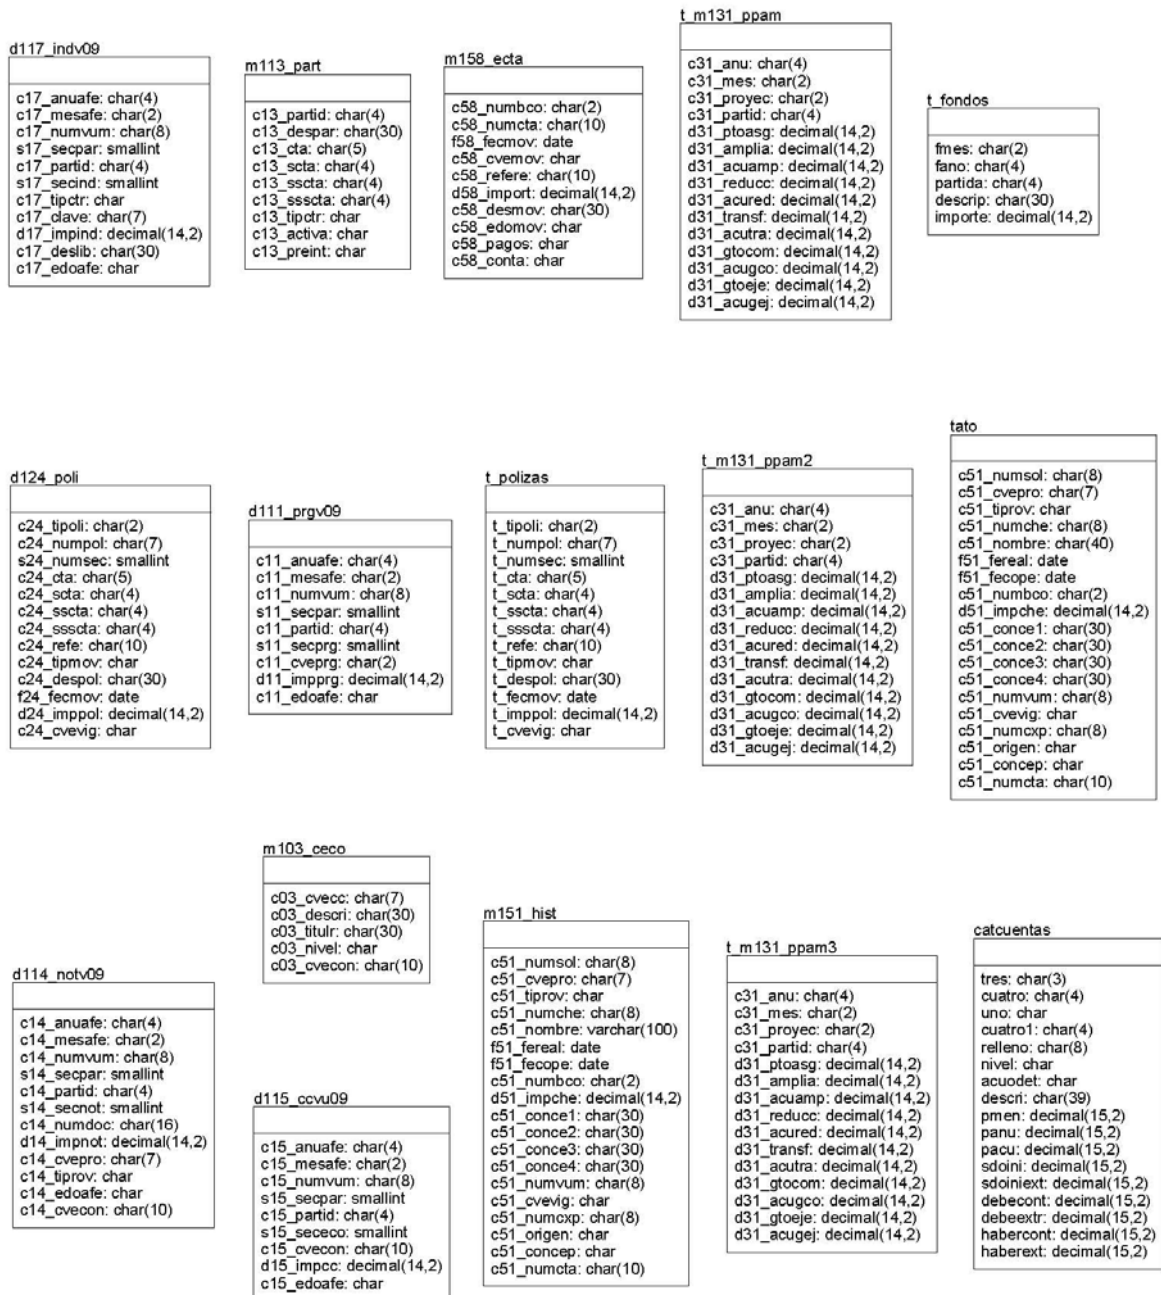 d117_indv09
c17_anuafe: char(4)
c17_mesafe: char(2)
c17_numvum: char(8)
s17_secpar: smallint
c17_partid: char(4)
s17_secind: smallint
c17_tipctr: char
c17_clave: char(7)
d17_impind: decimal(14,2)
c17_deslib: char(30)
c17_edoafe: char
m113_part
c13_partid: char(4)
c13_despar: char(30)
c13_cta: char(5)
c13_scta: char(4)
c13_sscta: char(4)
c13_ssscta: char(4)
c13_tipctr: char
c13_activa: char
c13_preint: char
m158_ecta
c58_numbco: char(2)
c58_numcta: char(10)
f58_fecmov: date
c58_cvemov: char
c58_refere: char(10)
d58_import: decimal(14,2)
c58_desmov: char(30)
c58_edomov: char
c58_pagos: char
c58_conta: char
t_m131_ppam
c31_anu: char(4)
c31_mes: char(2)
c31_proyec: char(2)
c31_partid: char(4)
d31_ptoasg: decimal(14,2)
d31_amplia: decimal(14,2)
d31_acuamp: decimal(14,2)
d31_reducc: decimal(14,2)
d31_acured: decimal(14,2)
d31_transf: decimal(14,2)
d31_acutra: decimal(14,2)
d31_gtocom: decimal(14,2)
d31_acugco: decimal(14,2)
d31_gtoeje: decimal(14,2)
d31_acugej: decimal(14,2)
t_fondos
fmes: char(2)
fano: char(4)
partida: char(4)
descrip: char(30)
importe: decimal(14,2)
d124_poli
c24_tipoli: char(2)
c24_numpol: char(7)
s24_numsec: smallint
c24_cta: char(5)
c24_scta: char(4)
c24_sscta: char(4)
c24_ssscta: char(4)
c24_refe: char(10)
c24_tipmov: char
c24_despol: char(30)
f24_fecmov: date
d24_imppol: decimal(14,2)
c24_cvevig: char
d111_prgv09
c11_anuafe: char(4)
c11_mesafe: char(2)
c11_numvum: char(8)
s11_secpar: smallint
c11_partid: char(4)
s11_secprg: smallint
c11_cveprg: char(2)
d11_impprg: decimal(14,2)
c11_edoafe: char
t_polizas
t_tipoli: char(2)
t_numpol: char(7)
t_numsec: smallint
t_cta: char(5)
t_scta: char(4)
t_sscta: char(4)
t_ssscta: char(4)
t_refe: char(10)
t_tipmov: char
t_despol: char(30)
t_fecmov: date
t_imppol: decimal(14,2)
t_cvevig: char
t_m131_ppam2
c31_anu: char(4)
c31_mes: char(2)
c31_proyec: char(2)
c31_partid: char(4)
d31_ptoasg: decimal(14,2)
d31_amplia: decimal(14,2)
d31_acuamp: decimal(14,2)
d31_reducc: decimal(14,2)
d31_acured: decimal(14,2)
d31_transf: decimal(14,2)
d31_acutra: decimal(14,2)
d31_gtocom: decimal(14,2)
d31_acugco: decimal(14,2)
d31_gtoeje: decimal(14,2)
d31_acugej: decimal(14,2)
tato
c51_numsol: char(8)
c51_cvepro: char(7)
c51_tiprov: char
c51_numche: char(8)
c51_nombre: char(40)
f51_fereal: date
f51_fecope: date
c51_numbco: char(2)
d51_impche: decimal(14,2)
c51_conce1: char(30)
c51_conce2: char(30)
c51_conce3: char(30)
c51_conce4: char(30)
c51_numvum: char(8)
c51_cvevig: char
c51_numcxp: char(8)
c51_origen: char
c51_concep: char
c51_numcta: char(10)
d114_notv09
c14_anuafe: char(4)
c14_mesafe: char(2)
c14_numvum: char(8)
s14_secpar: smallint
c14_partid: char(4)
s14_secnot: smallint
c14_numdoc: char(16)
d14_impnot: decimal(14,2)
c14_cvepro: char(7)
c14_tiprov: char
c14_edoafe: char
c14_cvecon: char(10)
m103_ceco
c03_cvecc: char(7)
c03_descri: char(30)
c03_titulr: char(30)
c03_nivel: char
c03_cvecon: char(10)
d115_ccvu09
c15_anuafe: char(4)
c15_mesafe: char(2)
c15_numvum: char(8)
s15_secpar: smallint
c15_partid: char(4)
s15_sececo: smallint
c15_cvecon: char(10)
d15_impcc: decimal(14,2)
c15_edoafe: char
m151_hist
c51_numsol: char(8)
c51_cvepro: char(7)
c51_tiprov: char
c51_numche: char(8)
c51_nombre: varchar(100)
f51_fereal: date
f51_fecope: date
c51_numbco: char(2)
d51_impche: decimal(14,2)
c51_conce1: char(30)
c51_conce2: char(30)
c51_conce3: char(30)
c51_conce4: char(30)
c51_numvum: char(8)
c51_cvevig: char
c51_numcxp: char(8)
c51_origen: char
c51_concep: char
c51_numcta: char(10)
t_m131_ppam3
c31_anu: char(4)
c31_mes: char(2)
c31_proyec: char(2)
c31_partid: char(4)
d31_ptoasg: decimal(14,2)
d31_amplia: decimal(14,2)
d31_acuamp: decimal(14,2)
d31_reducc: decimal(14,2)
d31_acured: decimal(14,2)
d31_transf: decimal(14,2)
d31_acutra: decimal(14,2)
d31_gtocom: decimal(14,2)
d31_acugco: decimal(14,2)
d31_gtoeje: decimal(14,2)
d31_acugej: decimal(14,2)
catcuentas
tres: char(3)
cuatro: char(4)
uno: char
cuatro1: char(4)
relleno: char(8)
nivel: char
acuodet: char
descri: char(39)
pmen: decimal(15,2)
panu: decimal(15,2)
pacu: decimal(15,2)
sdoini: decimal(15,2)
sdoiniext: decimal(15,2)
debecont: decimal(15,2)
debeextr: decimal(15,2)
habercont: decimal(15,2)
haberext: decimal(15,2)